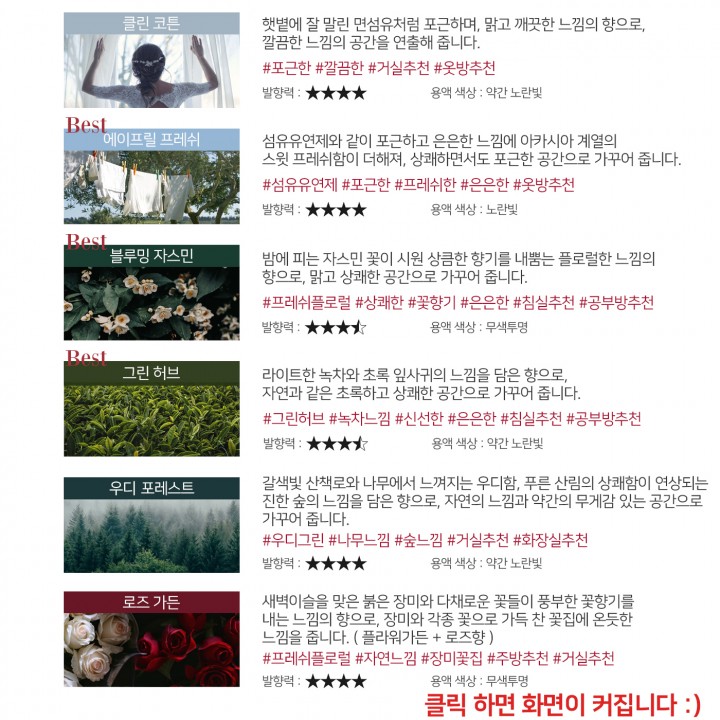 클린 코튼
햇볕에 잘 말린 면섬유처럼 포근하며, 맑고 깨끗한 느낌의 향으로,
깔끔한 느낌의 공간을 연출해 줍니다.
#포근한 #깔끔한 #거실추천 #옷방추천
발향력 : ★★★★ 용액 색상 : 약간 노란빛
Best
에이프릴 프레쉬
섬유유연제와 같이 포근하고 은은한 느낌에 아카시아 계열의
스윗 프레쉬함이 더해져, 상쾌하면서도 포근한 공간으로 가꾸어 줍니다.
#섬유유연제 #포근한 #프레쉬한 #은은한 #옷방추천
발향력 : ★★★★ 용액 색상 : 노란빛
Best
블루밍 자스민
밤에 피는 자스민 꽃이 시원 상큼한 향기를 내뿜는 플로럴한 느낌의
향으로, 맑고 상쾌한 공간으로 가꾸어 줍니다.
#프레쉬플로럴 #상쾌한 #꽃향기 #은은한 #침실추천 #공부방추천
발향력 : ★★★⯪ 용액 색상 : 무색투명
Best
그린 허브
라이트한 녹차와 초록 잎사귀의 느낌을 담은 향으로,
자연과 같은 초록하고 상쾌한 공간으로 가꾸어 줍니다.
#그린허브 #녹차느낌 #신선한 #은은한 #침실추천 #공부방추천
발향력 : ★★★⯪ 용액 색상 : 약간 노란빛
우디 포레스트
갈색빛 산책로와 나무에서 느껴지는 우디함, 푸른 산림의 상쾌함이 연상되는
진한 숲의 느낌을 담은 향으로, 자연의 느낌과 약간의 무게감 있는 공간으로
가꾸어 줍니다.
#우디그린 #나무느낌 #숲느낌 #거실추천 #화장실추천
발향력 : ★★★★ 용액 색상 : 약간 노란빛
로즈 가든
새벽이슬을 맞은 붉은 장미와 다채로운 꽃들이 풍부한 꽃향기를
내는 느낌의 향으로, 장미와 각종 꽃으로 가득 찬 꽃집에 온듯한
느낌을 줍니다. ( 플라워가든 + 로즈향 )
#프레쉬플로럴 #자연느낌 #장미꽃집 #주방추천 #거실추천
발향력 : ★★★★ 용액 색상 : 무색투명
클릭 하면 화면이 커집니다 :)